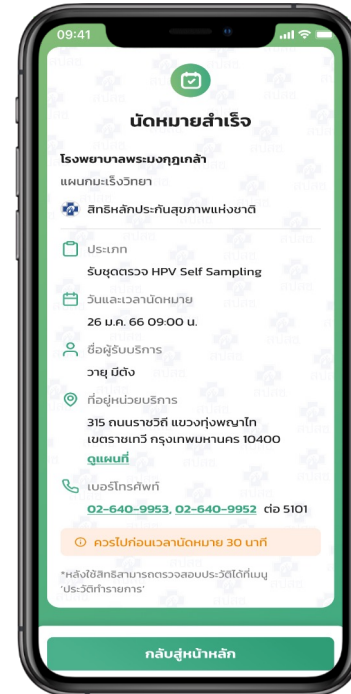 09:41
นัดหมายสำเร็จ
โรงพยาบาลพระมงกุฎเกล้า
แผนกมะเร็งวิทยา
สิทธิหลักประกันสุขภาพแห่งชาติ
ประเภท
รับชุดตรวจ HPV Self Sampling
วันและเวลานัดหมาย
26 ม.ค. 66 09:00 น.
ชื่อผู้รับบริการ
วายุ มีตัง
ที่อยู่หน่วยบริการ
315 ถนนราชวิถี แขวงทุ่งพญาไท
เขตราชเทวี กรุงเทพมหานคร 10400
ดูแผนที่
เบอร์โทรศัพท์
02-640-9953, 02-640-9952 ต่อ 5101
ควรไปก่อนเวลานัดหมาย 30 นาที
*หลังใช้สิทธิสามารถตรวจสอบประวัติได้ที่เมนู
'ประวัติทำรายการ'
กลับสู่หน้าหลัก